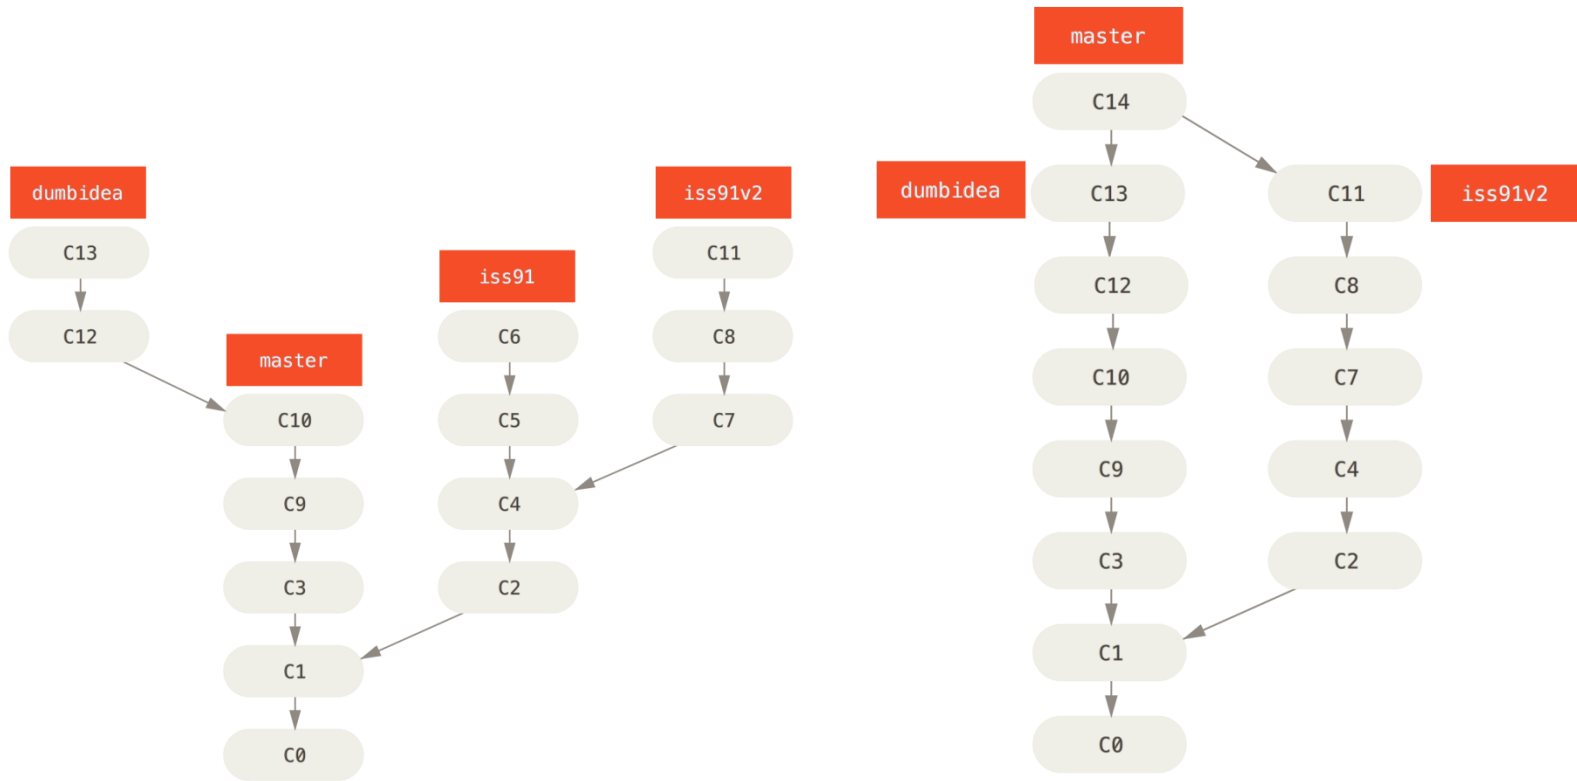 dumbidea
C13
C12
master
C10
C9
C3
C1
C0
iss91
C6
C5
C4
C2
iss91v2
C11
C8
C7
master
C14
dumbidea
C13
C12
C10
C9
C3
C1
C0
C11
iss91v2
C8
C7
C4
C2